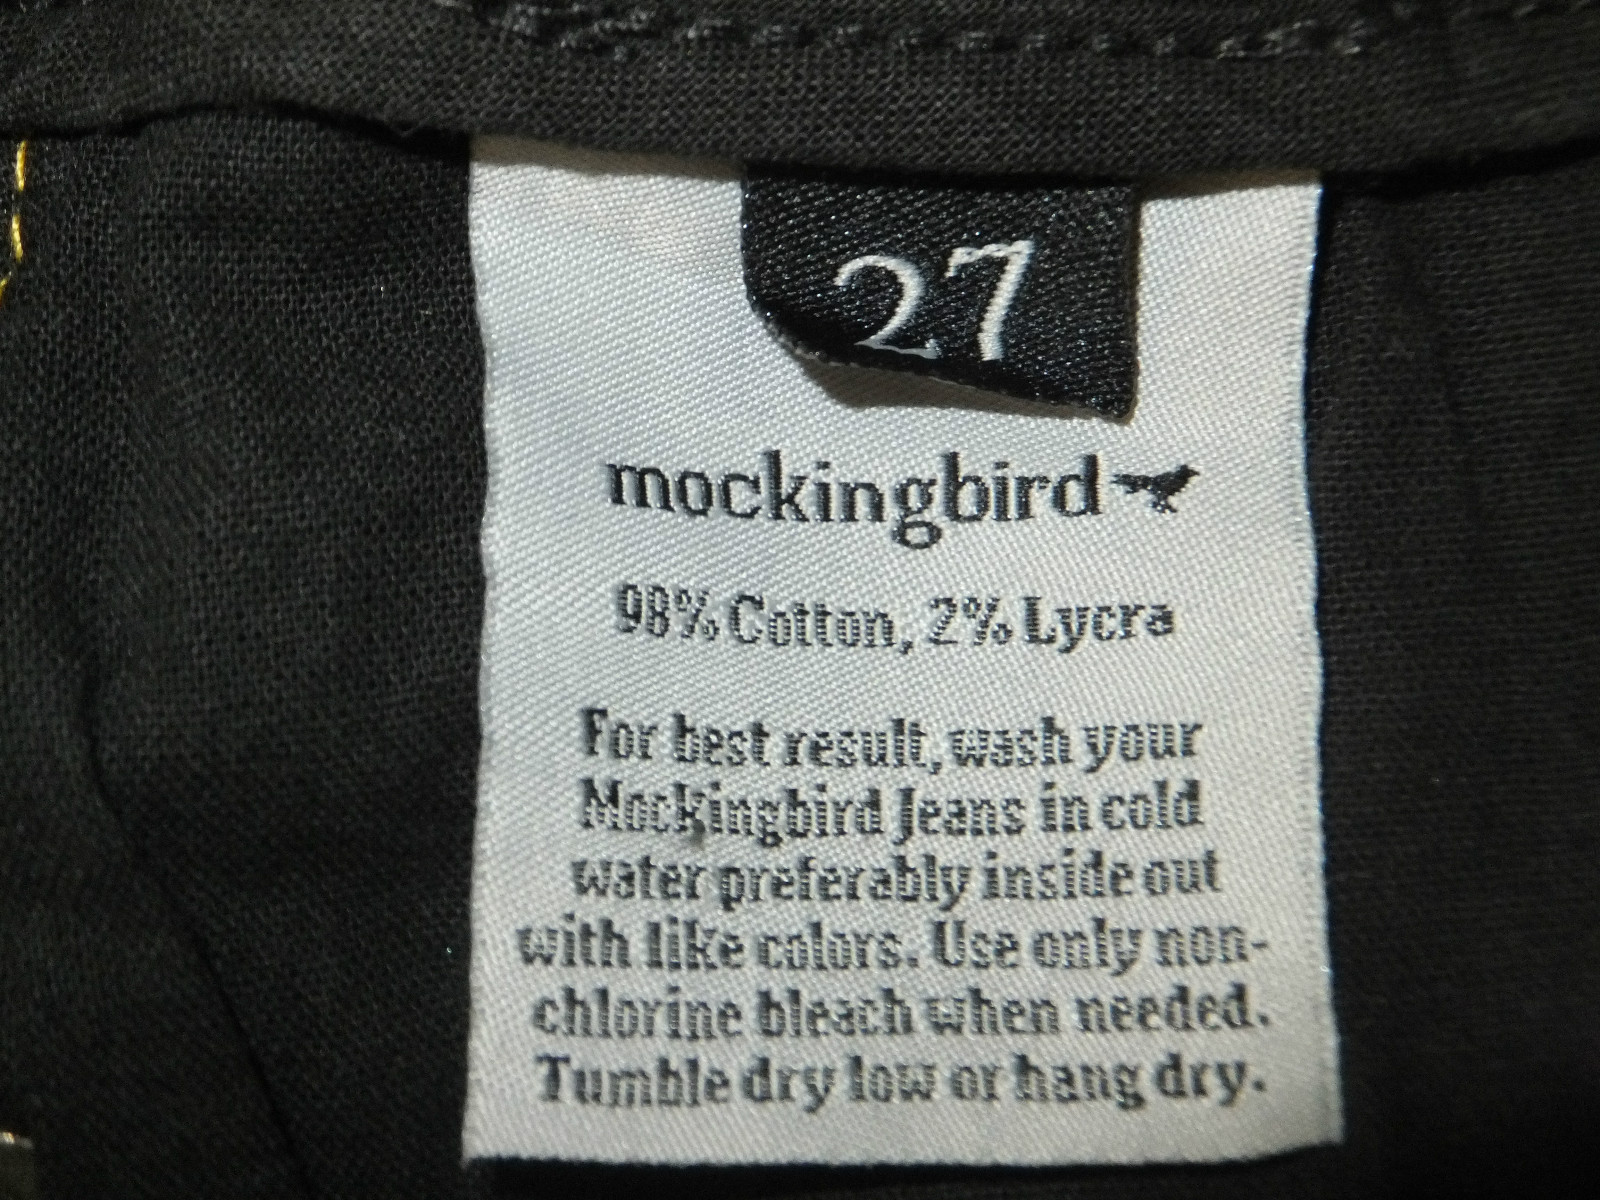 27
mockingbird
98% Cotton, 2% Lycra
For best result, wash your
Mockingbird Jeans in cold
water preferably inside out
with like colors. Use only non-
chlorine bleach when needed.
Tumble dry low or hang dry.